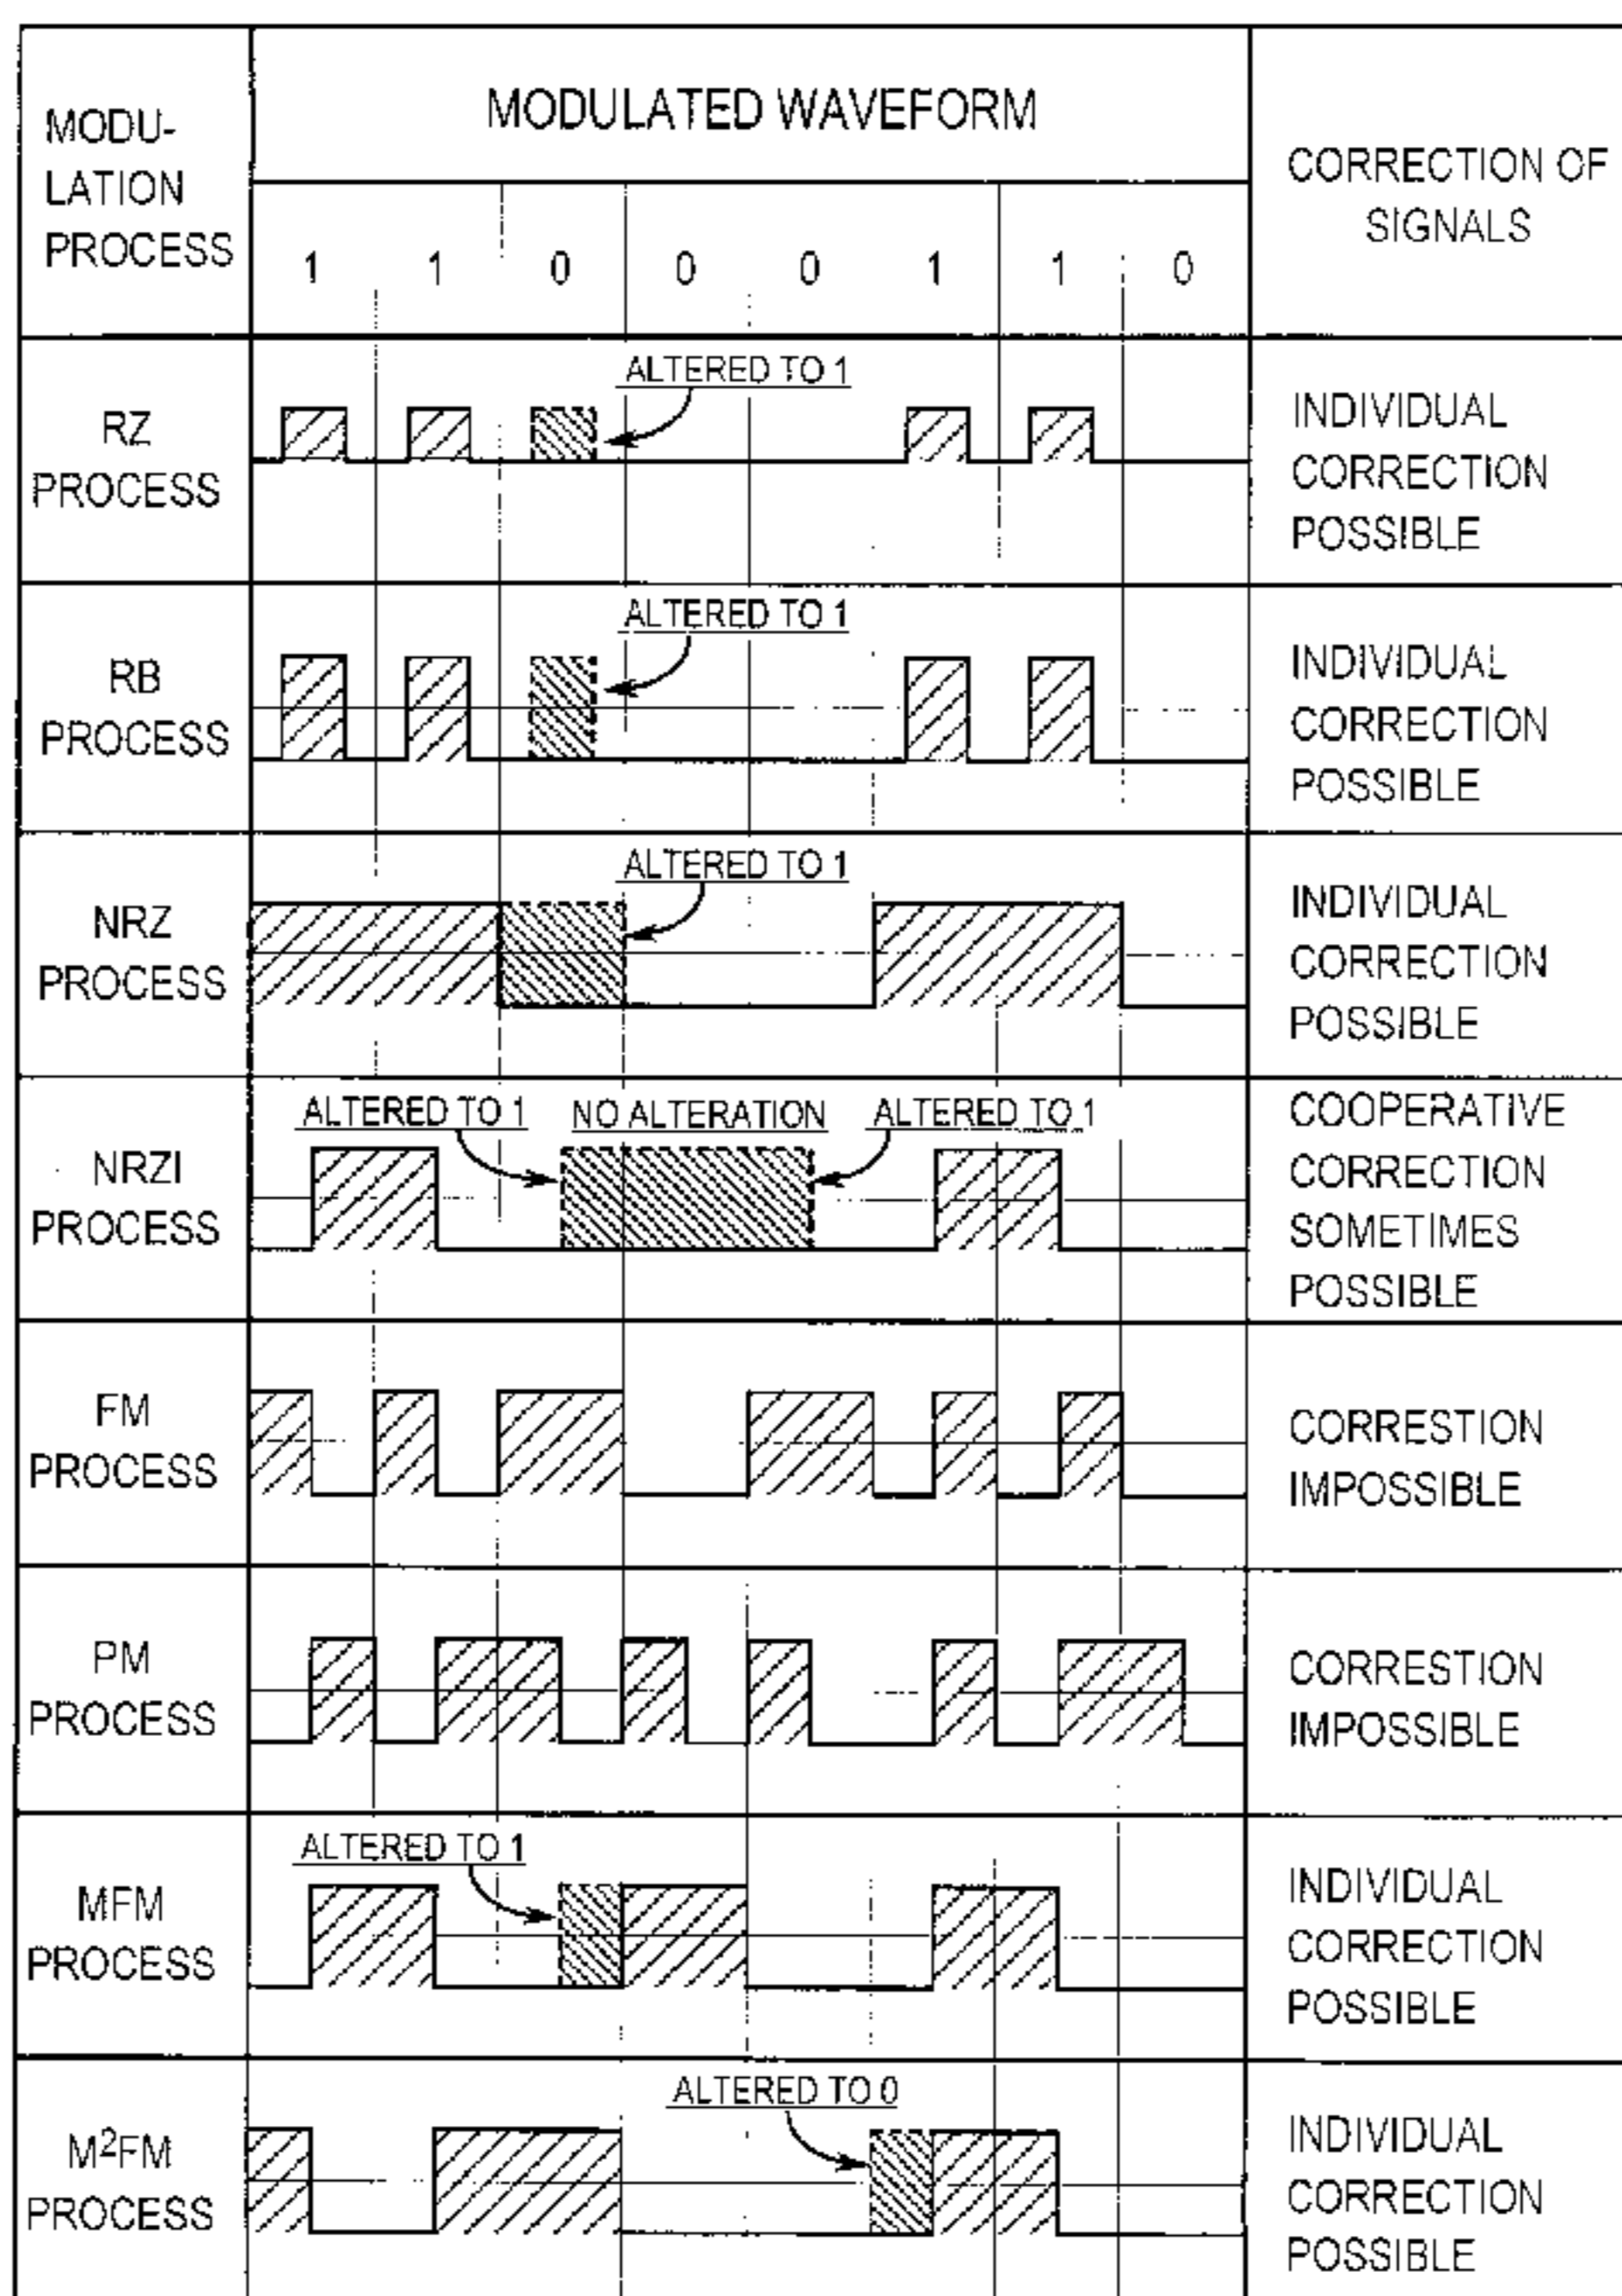 MODU-
LATION
PROCESS
MODULATED WAVEFORM
1 1 0 0 0 1 1 0
CORRECTION OF
SIGNALS
RZ
PROCESS
ALTERED TO 1
INDIVIDUAL
CORRECTION
POSSIBLE
RB
PROCESS
ALTERED TO 1
INDIVIDUAL
CORRECTION
POSSIBLE
NRZ
PROCESS
ALTERED TO 1
INDIVIDUAL
CORRECTION
POSSIBLE
NRZI
PROCESS
ALTERED TO 1 NO ALTERATION ALTERED TO 1
COOPERATIVE
CORRECTION
SOMETIMES
POSSIBLE
FM
PROCESS
CORRESTION
IMPOSSIBLE
PM
PROCESS
CORRESTION
IMPOSSIBLE
MFM
PROCESS
ALTERED TO 1
INDIVIDUAL
CORRECTION
POSSIBLE
M²FM
PROCESS
ALTERED TO 0
INDIVIDUAL
CORRECTION
POSSIBLE